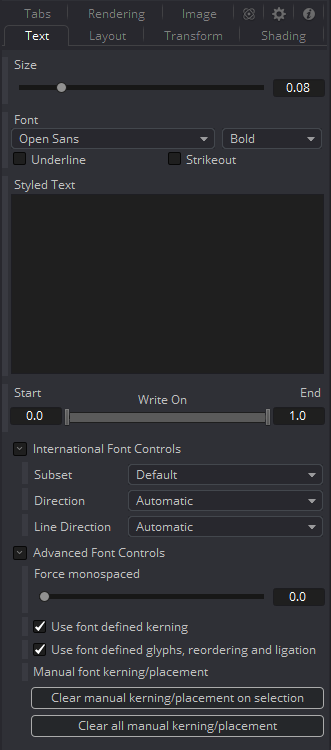 Tabs Rendering Image
Text Layout Transform Shading
Size
0.08
Font
Open Sans Bold
Underline Strikeout
Styled Text
Start Write On End
0.0 1.0
International Font Controls
Subset Default
Direction Automatic
Line Direction Automatic
Advanced Font Controls
Force monospaced
0.0
Use font defined kerning
Use font defined glyphs, reordering and ligation
Manual font kerning/placement
Clear manual kerning/placement on selection
Clear all manual kerning/placement